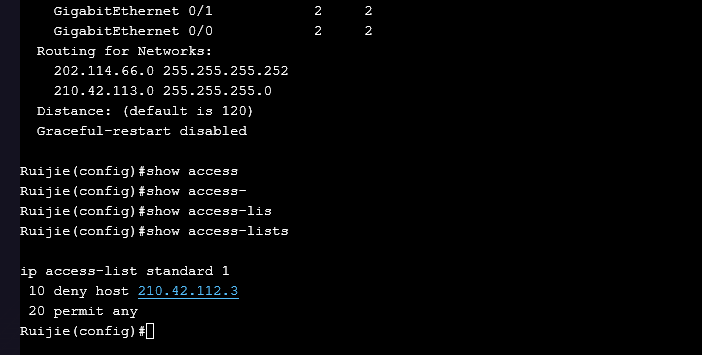 GigabitEthernet 0/1 2 2
GigabitEthernet 0/0 2 2
Routing for Networks:
202.114.66.0 255.255.255.252
210.42.113.0 255.255.255.0
Distance: (default is 120)
Graceful-restart disabled
Ruijie(config)#show access
Ruijie(config)#show access-
Ruijie(config)#show access-lis
Ruijie(config)#show access-lists
ip access-list standard 1
10 deny host 210.42.112.3
20 permit any
Ruijie(config)#